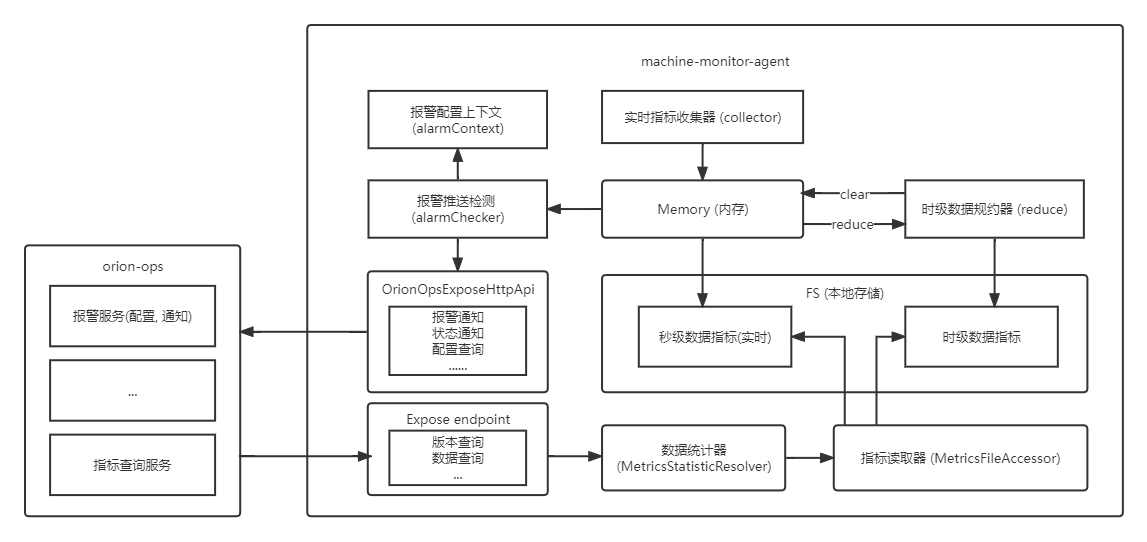 machine-monitor-agent
报警配置上下文
(alarmContext)
实时指标收集器 (collector)
报警推送检测
(alarmChecker)
Memory (内存)
clear
reduce
时级数据规约器 (reduce)
orion-ops
报警服务(配置, 通知)
...
指标查询服务
OrionOpsExposeHttpApi
报警通知
状态通知
配置查询
......
FS (本地存储)
秒级数据指标(实时)
时级数据指标
Expose endpoint
版本查询
数据查询
...
数据统计器
(MetricsStatisticResolver)
指标读取器 (MetricsFileAccessor)